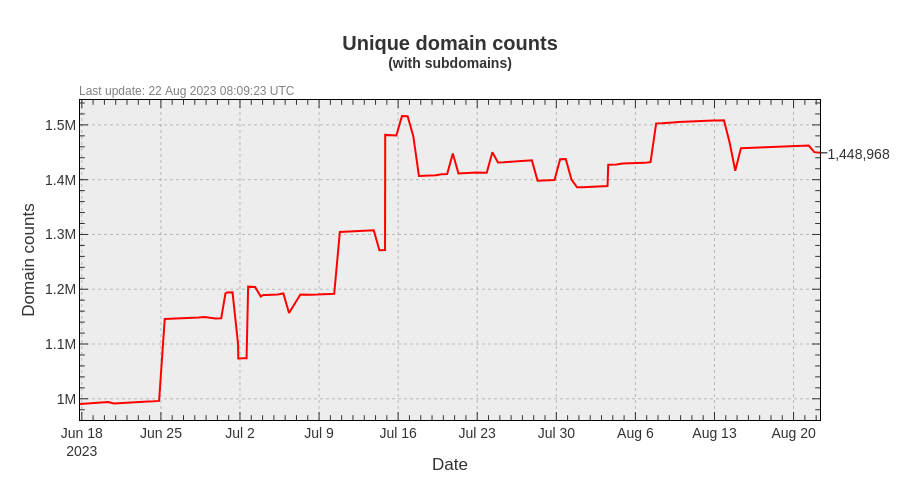 Unique domain counts
(with subdomains)
Last update: 22 Aug 2023 08:09:23 UTC
1.5M
1,448,968
1.4M
1.3M
1.2M
1.1M
1M
Domain counts
Jun 18 Jun 25 Jul 2 Jul 9 Jul 16 Jul 23 Jul 30 Aug 6 Aug 13 Aug 20
2023
Date